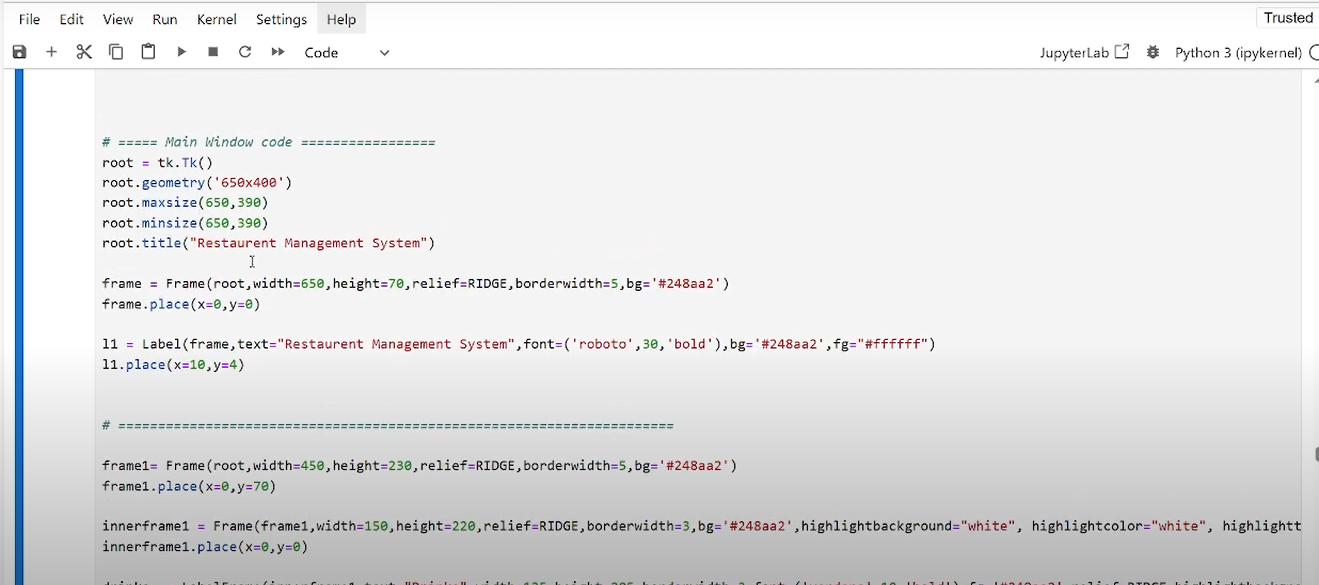 File Edit View Run Kernel Settings Help Trusted
Code JupyterLab Python 3 (ipykernel)
# ===== Main Window code =================
root = tk.Tk()
root.geometry('650x400')
root.maxsize(650,390)
root.minsize(650,390)
root.title("Restaurent Management System")
frame = Frame(root,width=650,height=70,relief=RIDGE,borderwidth=5,bg='#248aa2')
frame.place(x=0,y=0)
l1 = Label(frame,text="Restaurent Management System",font=('roboto',30,'bold'),bg='#248aa2',fg="#ffffff")
l1.place(x=10,y=4)
# ======================================================================
frame1= Frame(root,width=450,height=230,relief=RIDGE,borderwidth=5,bg='#248aa2')
frame1.place(x=0,y=70)
innerframe1 = Frame(frame1,width=150,height=220,relief=RIDGE,borderwidth=3,bg='#248aa2',highlightbackground="white", highlightcolor="white", highlightt
innerframe1.place(x=0,y=0)